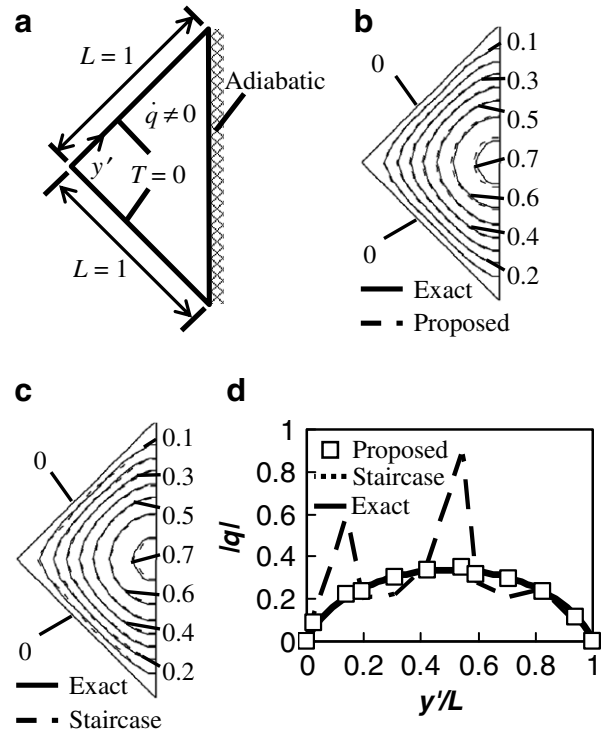 a
L = 1
Adiabatic
q̇ ≠ 0
y'
T = 0
L = 1
b
0
0.1
0.3
0.5
0.7
0.6
0.4
0.2
0
Exact
Proposed
c
0
0.1
0.3
0.5
0.7
0.6
0.4
0.2
0
Exact
Staircase
d
|q|
1
0.8
0.6
0.4
0.2
0
Proposed
Staircase
Exact
0 0.2 0.4 0.6 0.8 1
y'/L